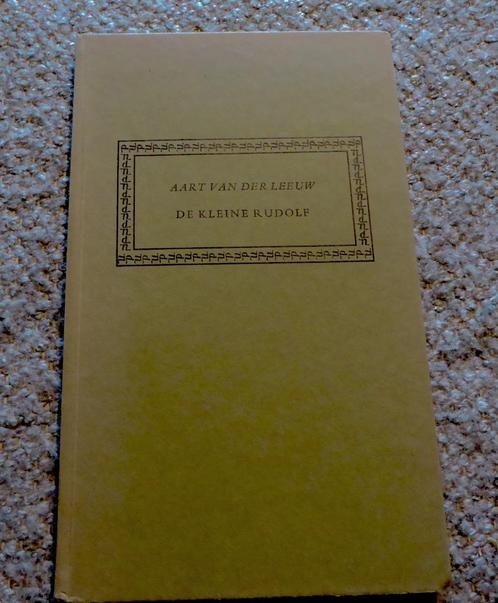 AART VAN DER LEEUW
DE KLEINE RUDOLF